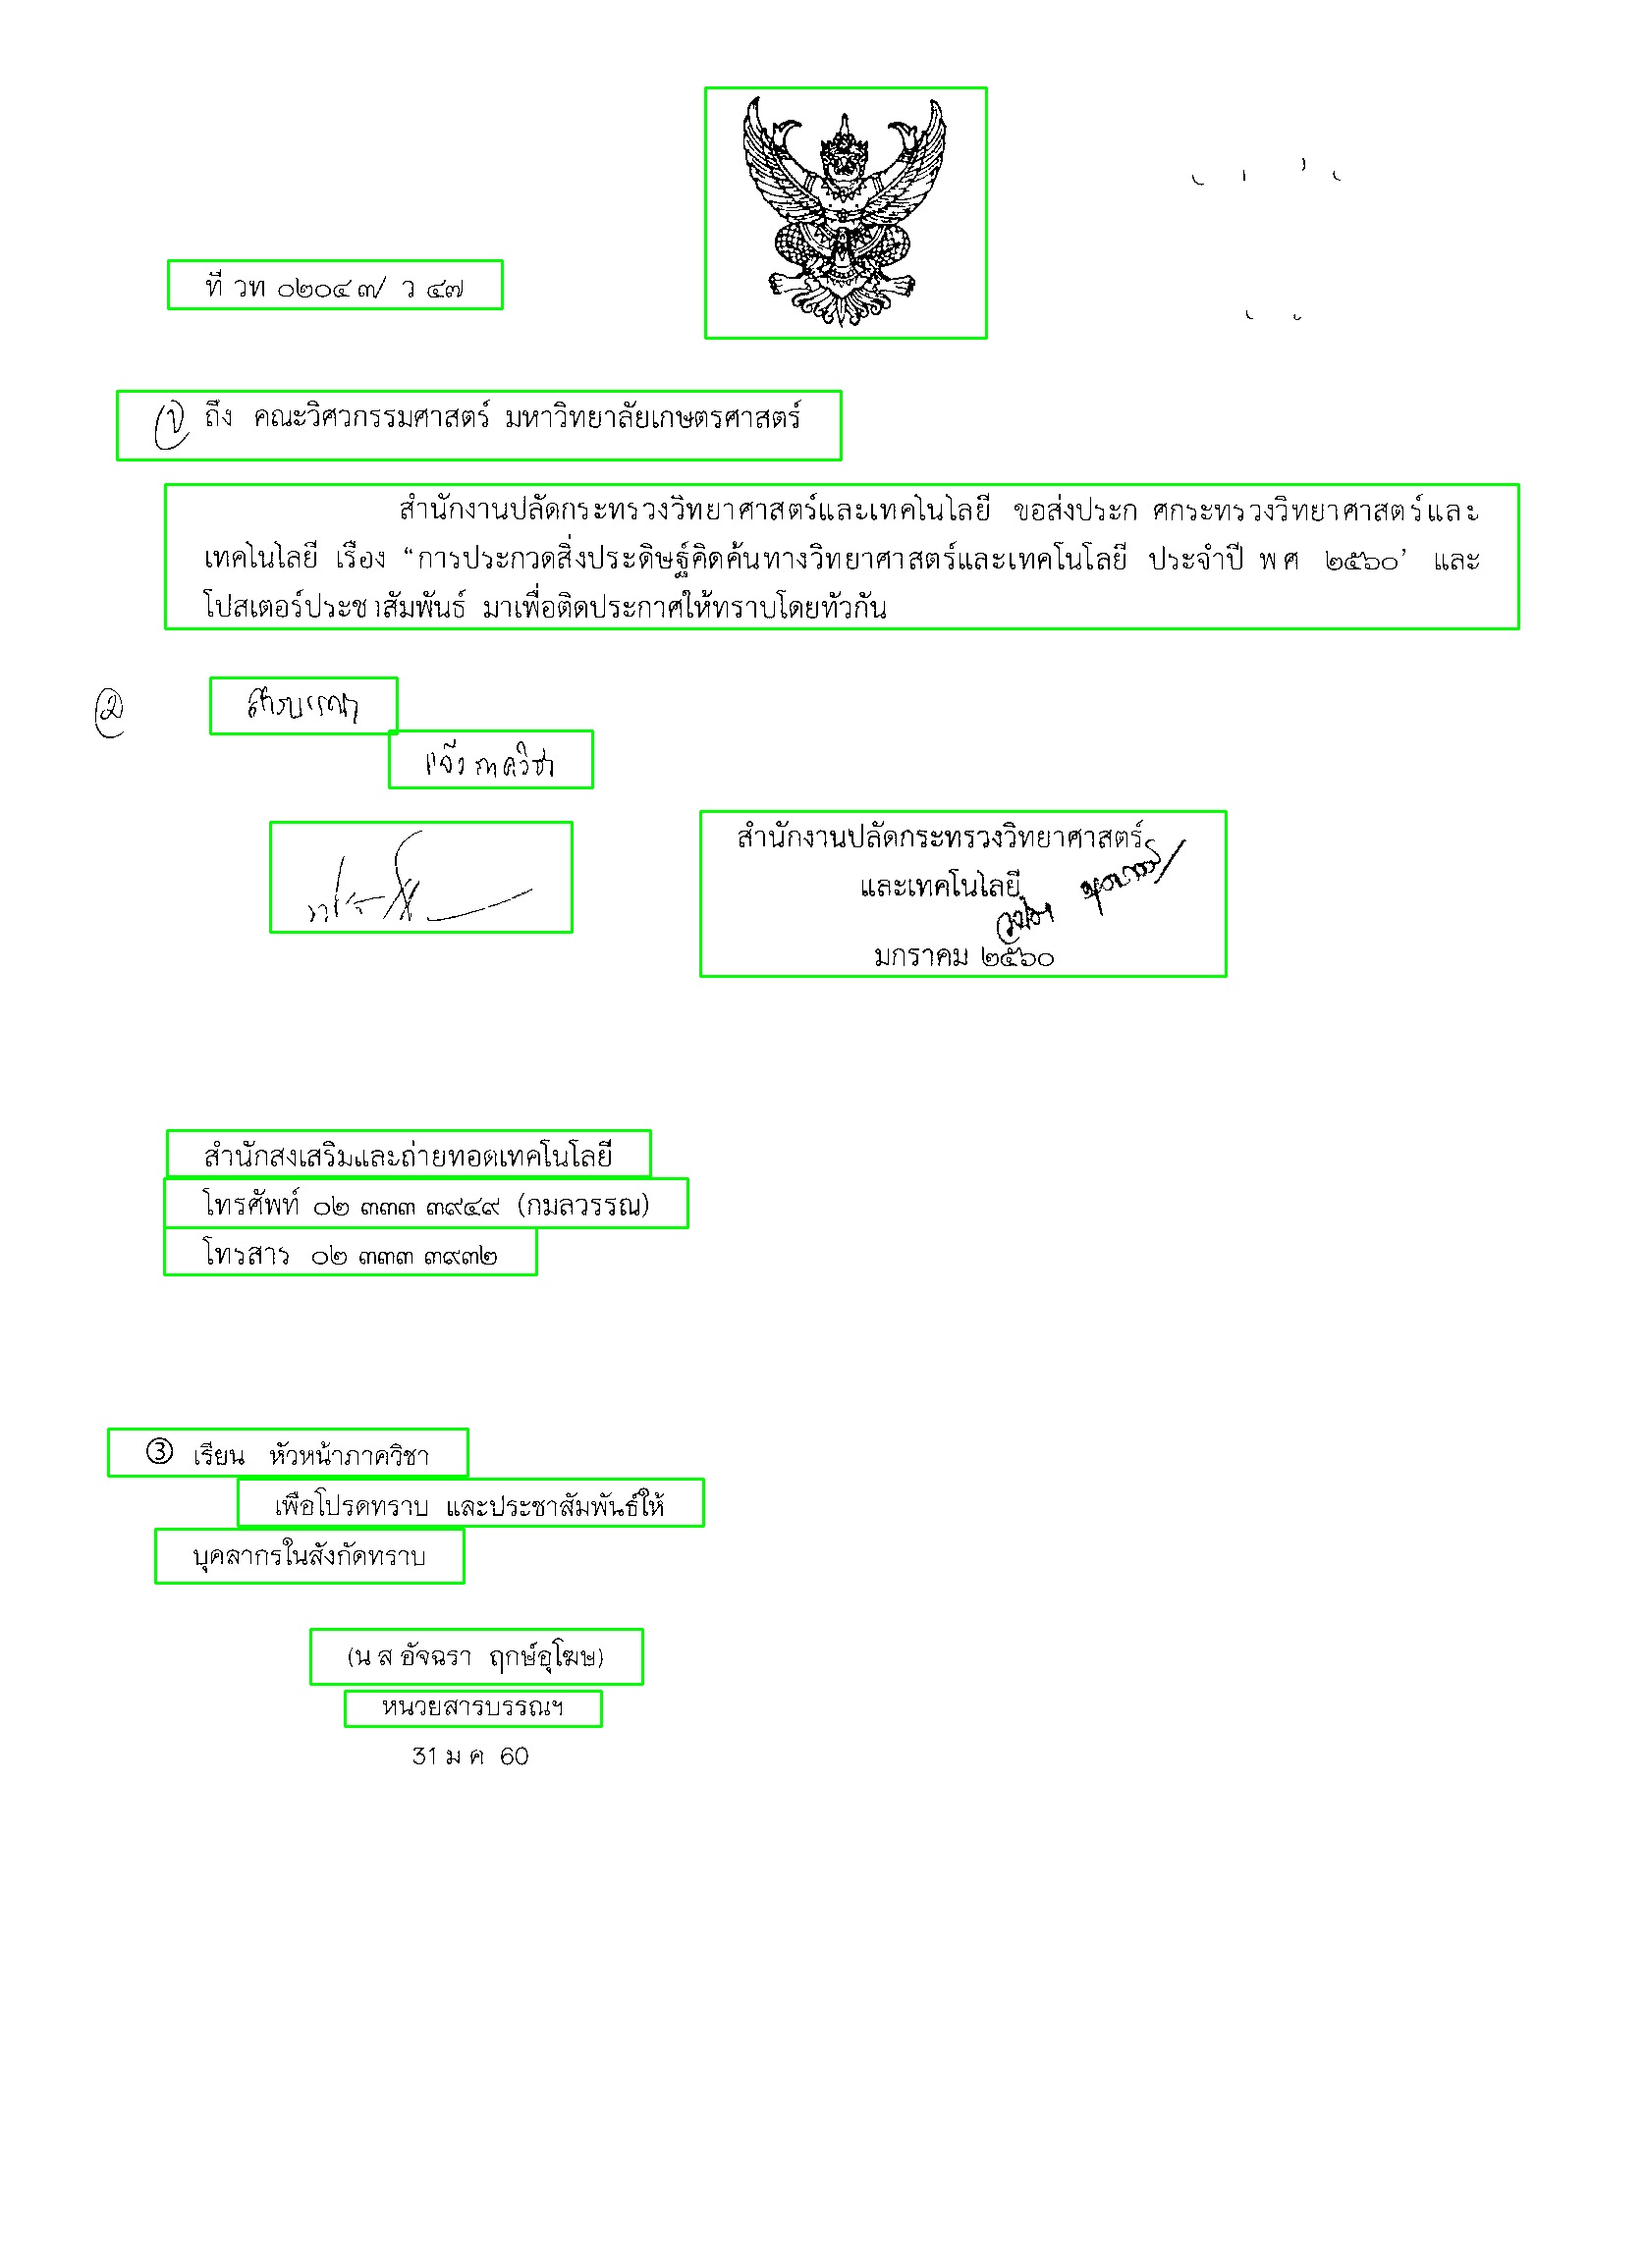 ที่ วท ๐๒๐๔ ๓/ ว ๔๗
๑ ถึง คณะวิศวกรรมศาสตร์ มหาวิทยาลัยเกษตรศาสตร์
สำนักงานปลัดกระทรวงวิทยาศาสตร์และเทคโนโลยี ขอส่งประก ศกระทรวงวิทยาศาสตร์และ
เทคโนโลยี เรื่อง “การประกวดสิ่งประดิษฐ์คิดค้นทางวิทยาศาสตร์และเทคโนโลยี ประจำปี พ ศ ๒๕๖๐’ และ
โปสเตอร์ประชาสัมพันธ์ มาเพื่อติดประกาศให้ทราบโดยทัวกัน
๒ สารบรรณ
แจ้งภาควิชา
สำนักงานปลัดกระทรวงวิทยาศาสตร์
และเทคโนโลยี
มกราคม ๒๕๖๐
สำนักสงเสริมและถ่ายทอดเทคโนโลยี
โทรศัพท์ ๐๒ ๓๓๓ ๓๙๔๙ (กมลวรรณ)
โทรสาร ๐๒ ๓๓๓ ๓๙๓๒
③ เรียน หัวหน้าภาควิชา
เพือโปรดทราบ และประชาสัมพันธ์ให้
บุคลากรในสังกัดทราบ
(น ส อัจฉรา ฤกษ์อุโฆษ)
หนวยสารบรรณฯ
31 ม ค 60